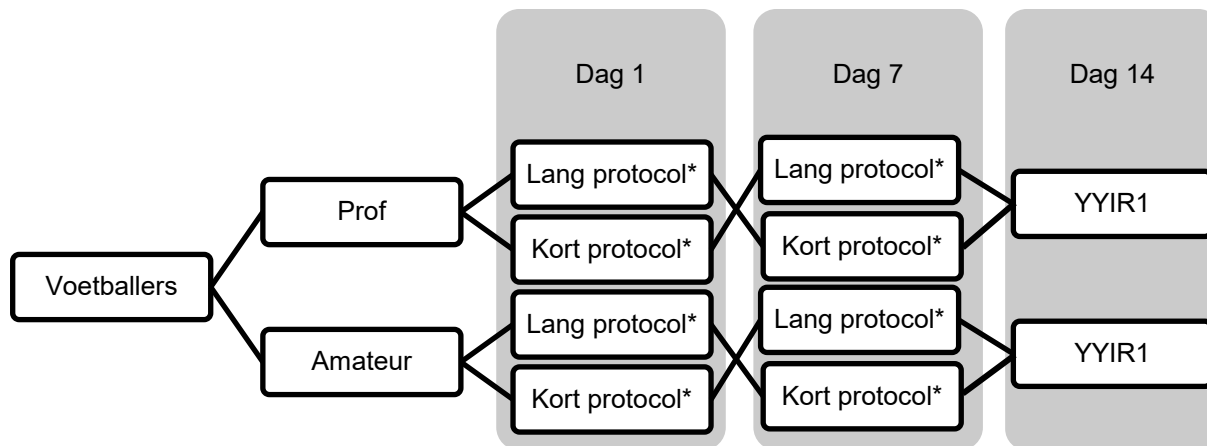 Dag 1
Dag 7
Dag 14
Lang protocol*
Lang protocol*
Prof
YYIR1
Kort protocol*
Kort protocol*
Voetballers
Lang protocol*
Lang protocol*
Amateur
YYIR1
Kort protocol*
Kort protocol*